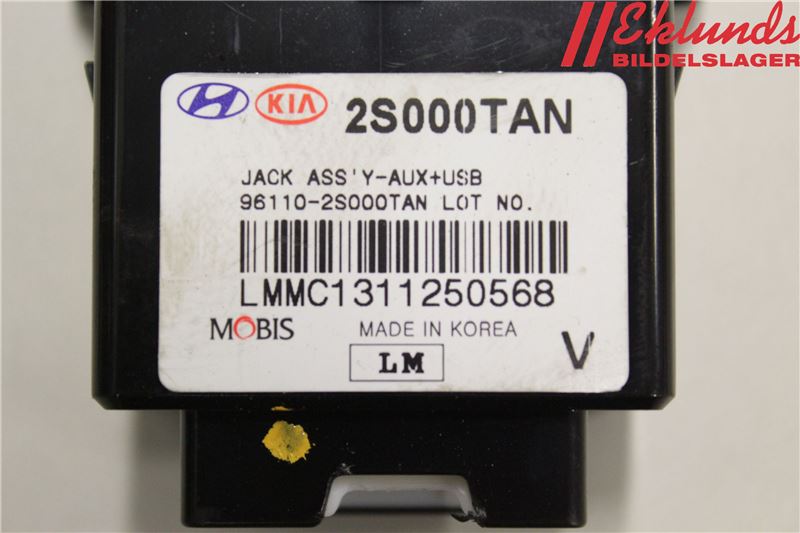 Eklunds
BILDELSLAGER
KIA 2S000TAN
JACK ASS'Y-AUX+USB
96110-2S000TAN LOT NO.
LMMC1311250568
MOBIS MADE IN KOREA
LM
V